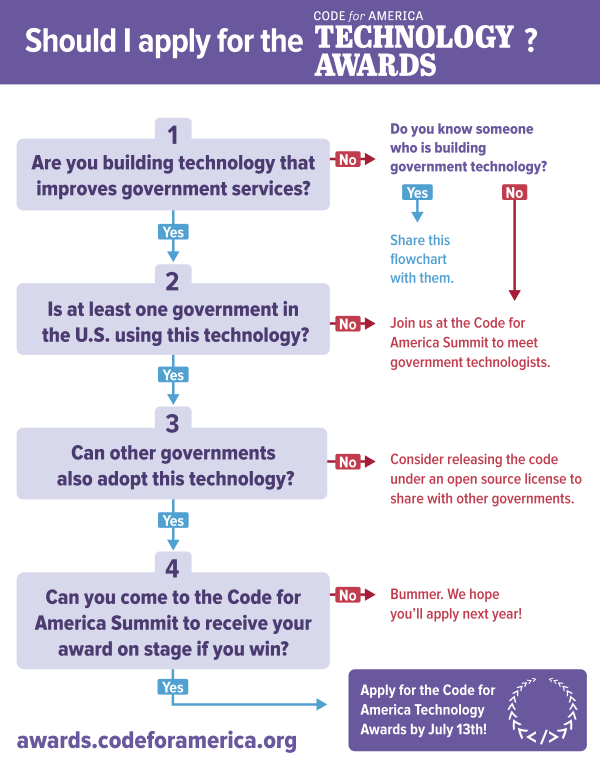 Should I apply for the
CODE for AMERICA
TECHNOLOGY
AWARDS
?
1
Are you building technology that
improves government services?
No
Do you know someone
who is building
government technology?
Yes
No
Share this
flowchart
with them.
Yes
2
Is at least one government in
the U.S. using this technology?
No
Join us at the Code for
America Summit to meet
government technologists.
Yes
3
Can other governments
also adopt this technology?
No
Consider releasing the code
under an open source license to
share with other governments.
Yes
4
Can you come to the Code for
America Summit to receive your
award on stage if you win?
No
Bummer. We hope
you'll apply next year!
Yes
Apply for the Code for
America Technology
Awards by July 13th!
</>
awards.codeforamerica.org